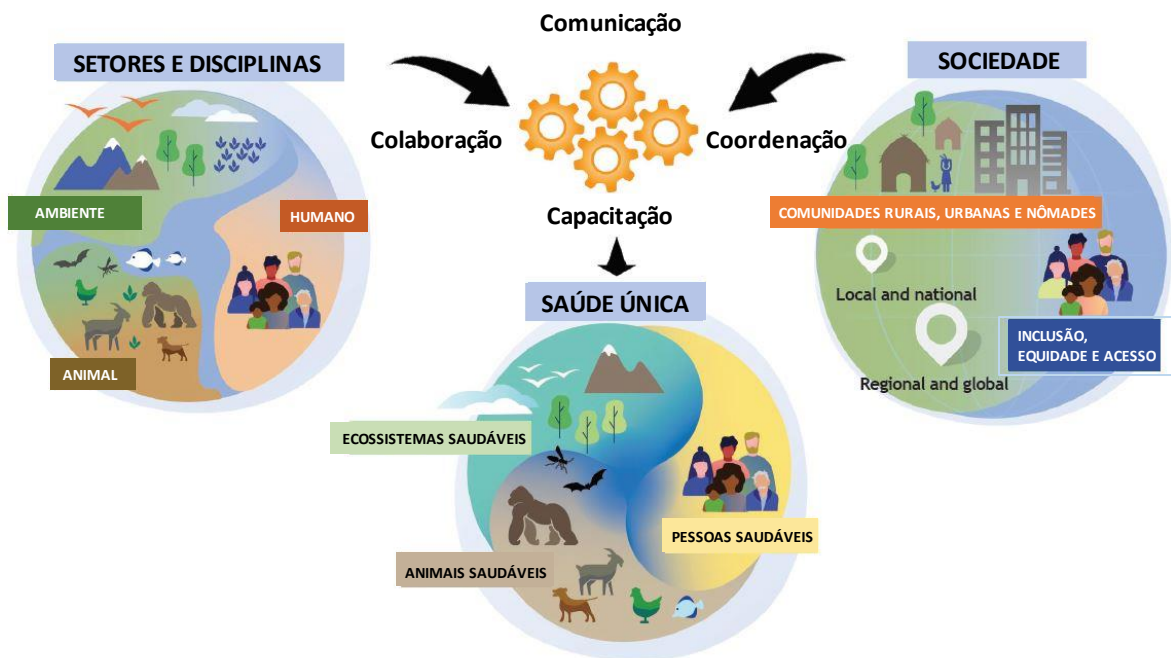 Comunicação
SETORES E DISCIPLINAS
SOCIEDADE
Colaboração
Coordenação
AMBIENTE
HUMANO
Capacitação
COMUNIDADES RURAIS, URBANAS E NÔMADES
SAÚDE ÚNICA
Local and national
INCLUSÃO,
EQUIDADE E ACESSO
ANIMAL
Regional and global
ECOSSISTEMAS SAUDÁVEIS
PESSOAS SAUDÁVEIS
ANIMAIS SAUDÁVEIS